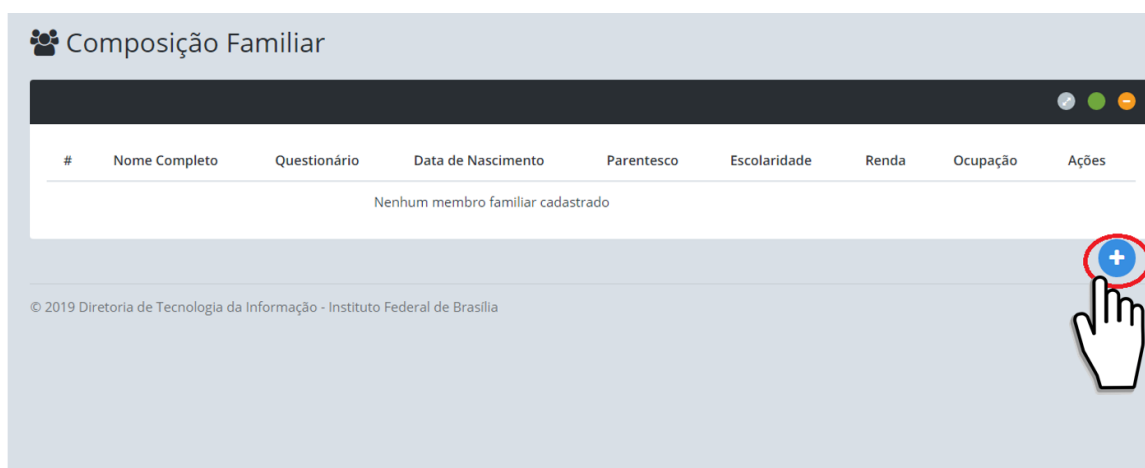 Composição Familiar
# Nome Completo Questionário Data de Nascimento Parentesco Escolaridade Renda Ocupação Ações
Nenhum membro familiar cadastrado
© 2019 Diretoria de Tecnologia da Informação - Instituto Federal de Brasília